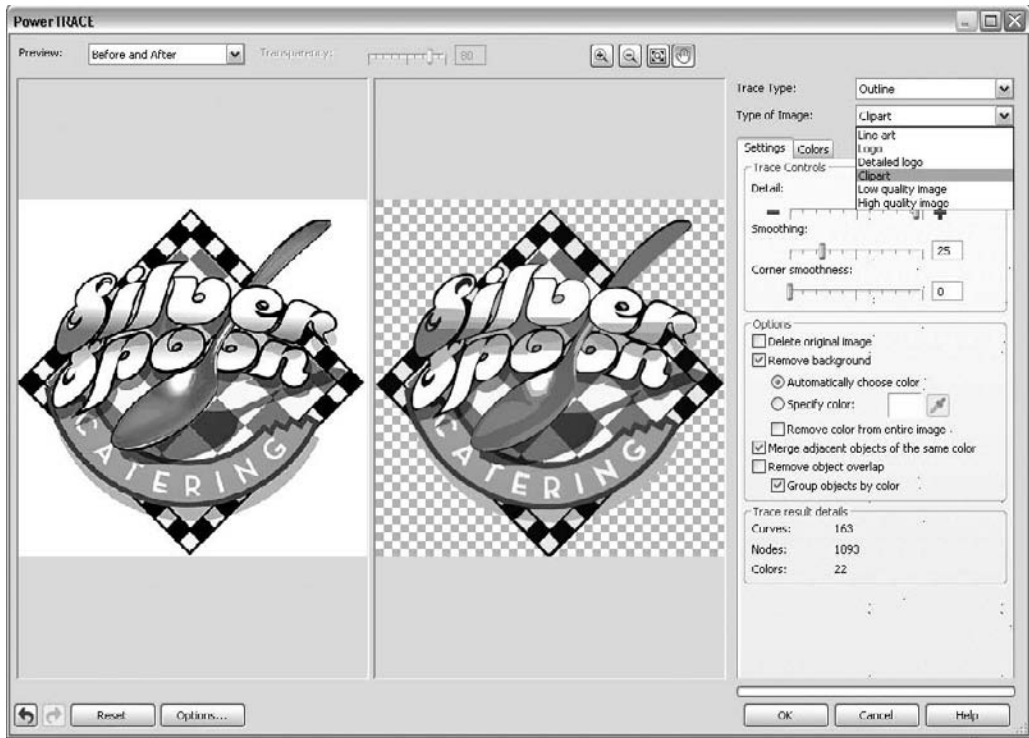 PowerTRACE
Preview:
Before and After
Transparency:
80
Trace Type:
Outline
Type of Image:
Clipart
Line art
Logo
Detailed logo
Clipart
Low quality image
High quality image
Settings
Colors
Trace Controls
Detail:
Smoothing:
25
Corner smoothness:
0
Options
Delete original image
Remove background
Automatically choose color
Specify color:
Remove color from entire image
Merge adjacent objects of the same color
Remove object overlap
Group objects by color
Trace result details
Curves: 163
Nodes: 1090
Colors: 22
Silver
Spoon
CATERING
Silver
Spoon
CATERING
Reset
Options...
OK
Cancel
Help